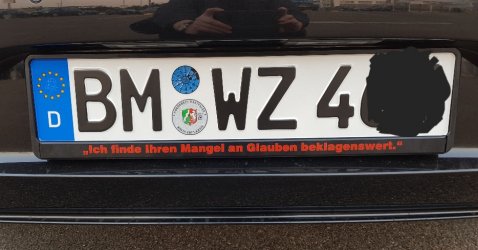 D BM WZ 4
„Ich finde Ihren Mangel an Glauben beklagenswert.“